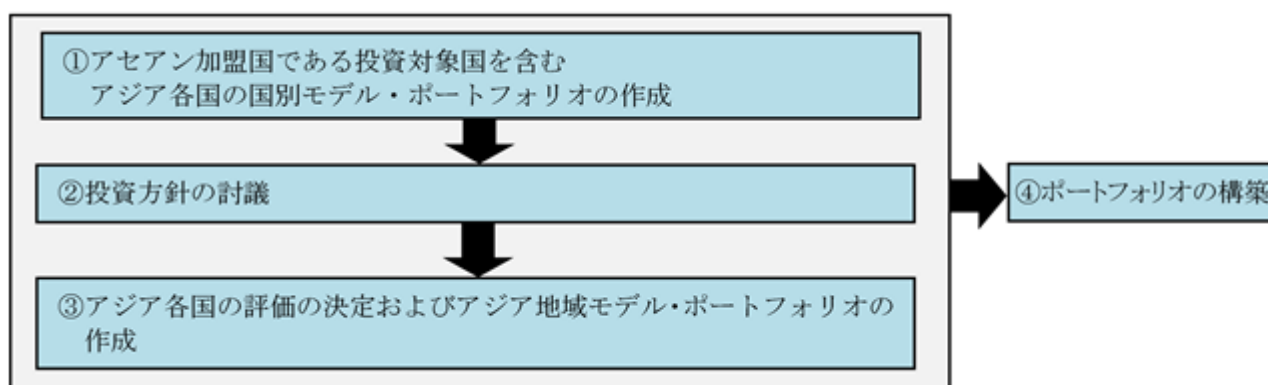 ①アセアン加盟国である投資対象国を含む
アジア各国の国別モデル・ポートフォリオの作成
②投資方針の討議
③アジア各国の評価の決定およびアジア地域モデル・ポートフォリオの
作成
④ポートフォリオの構築